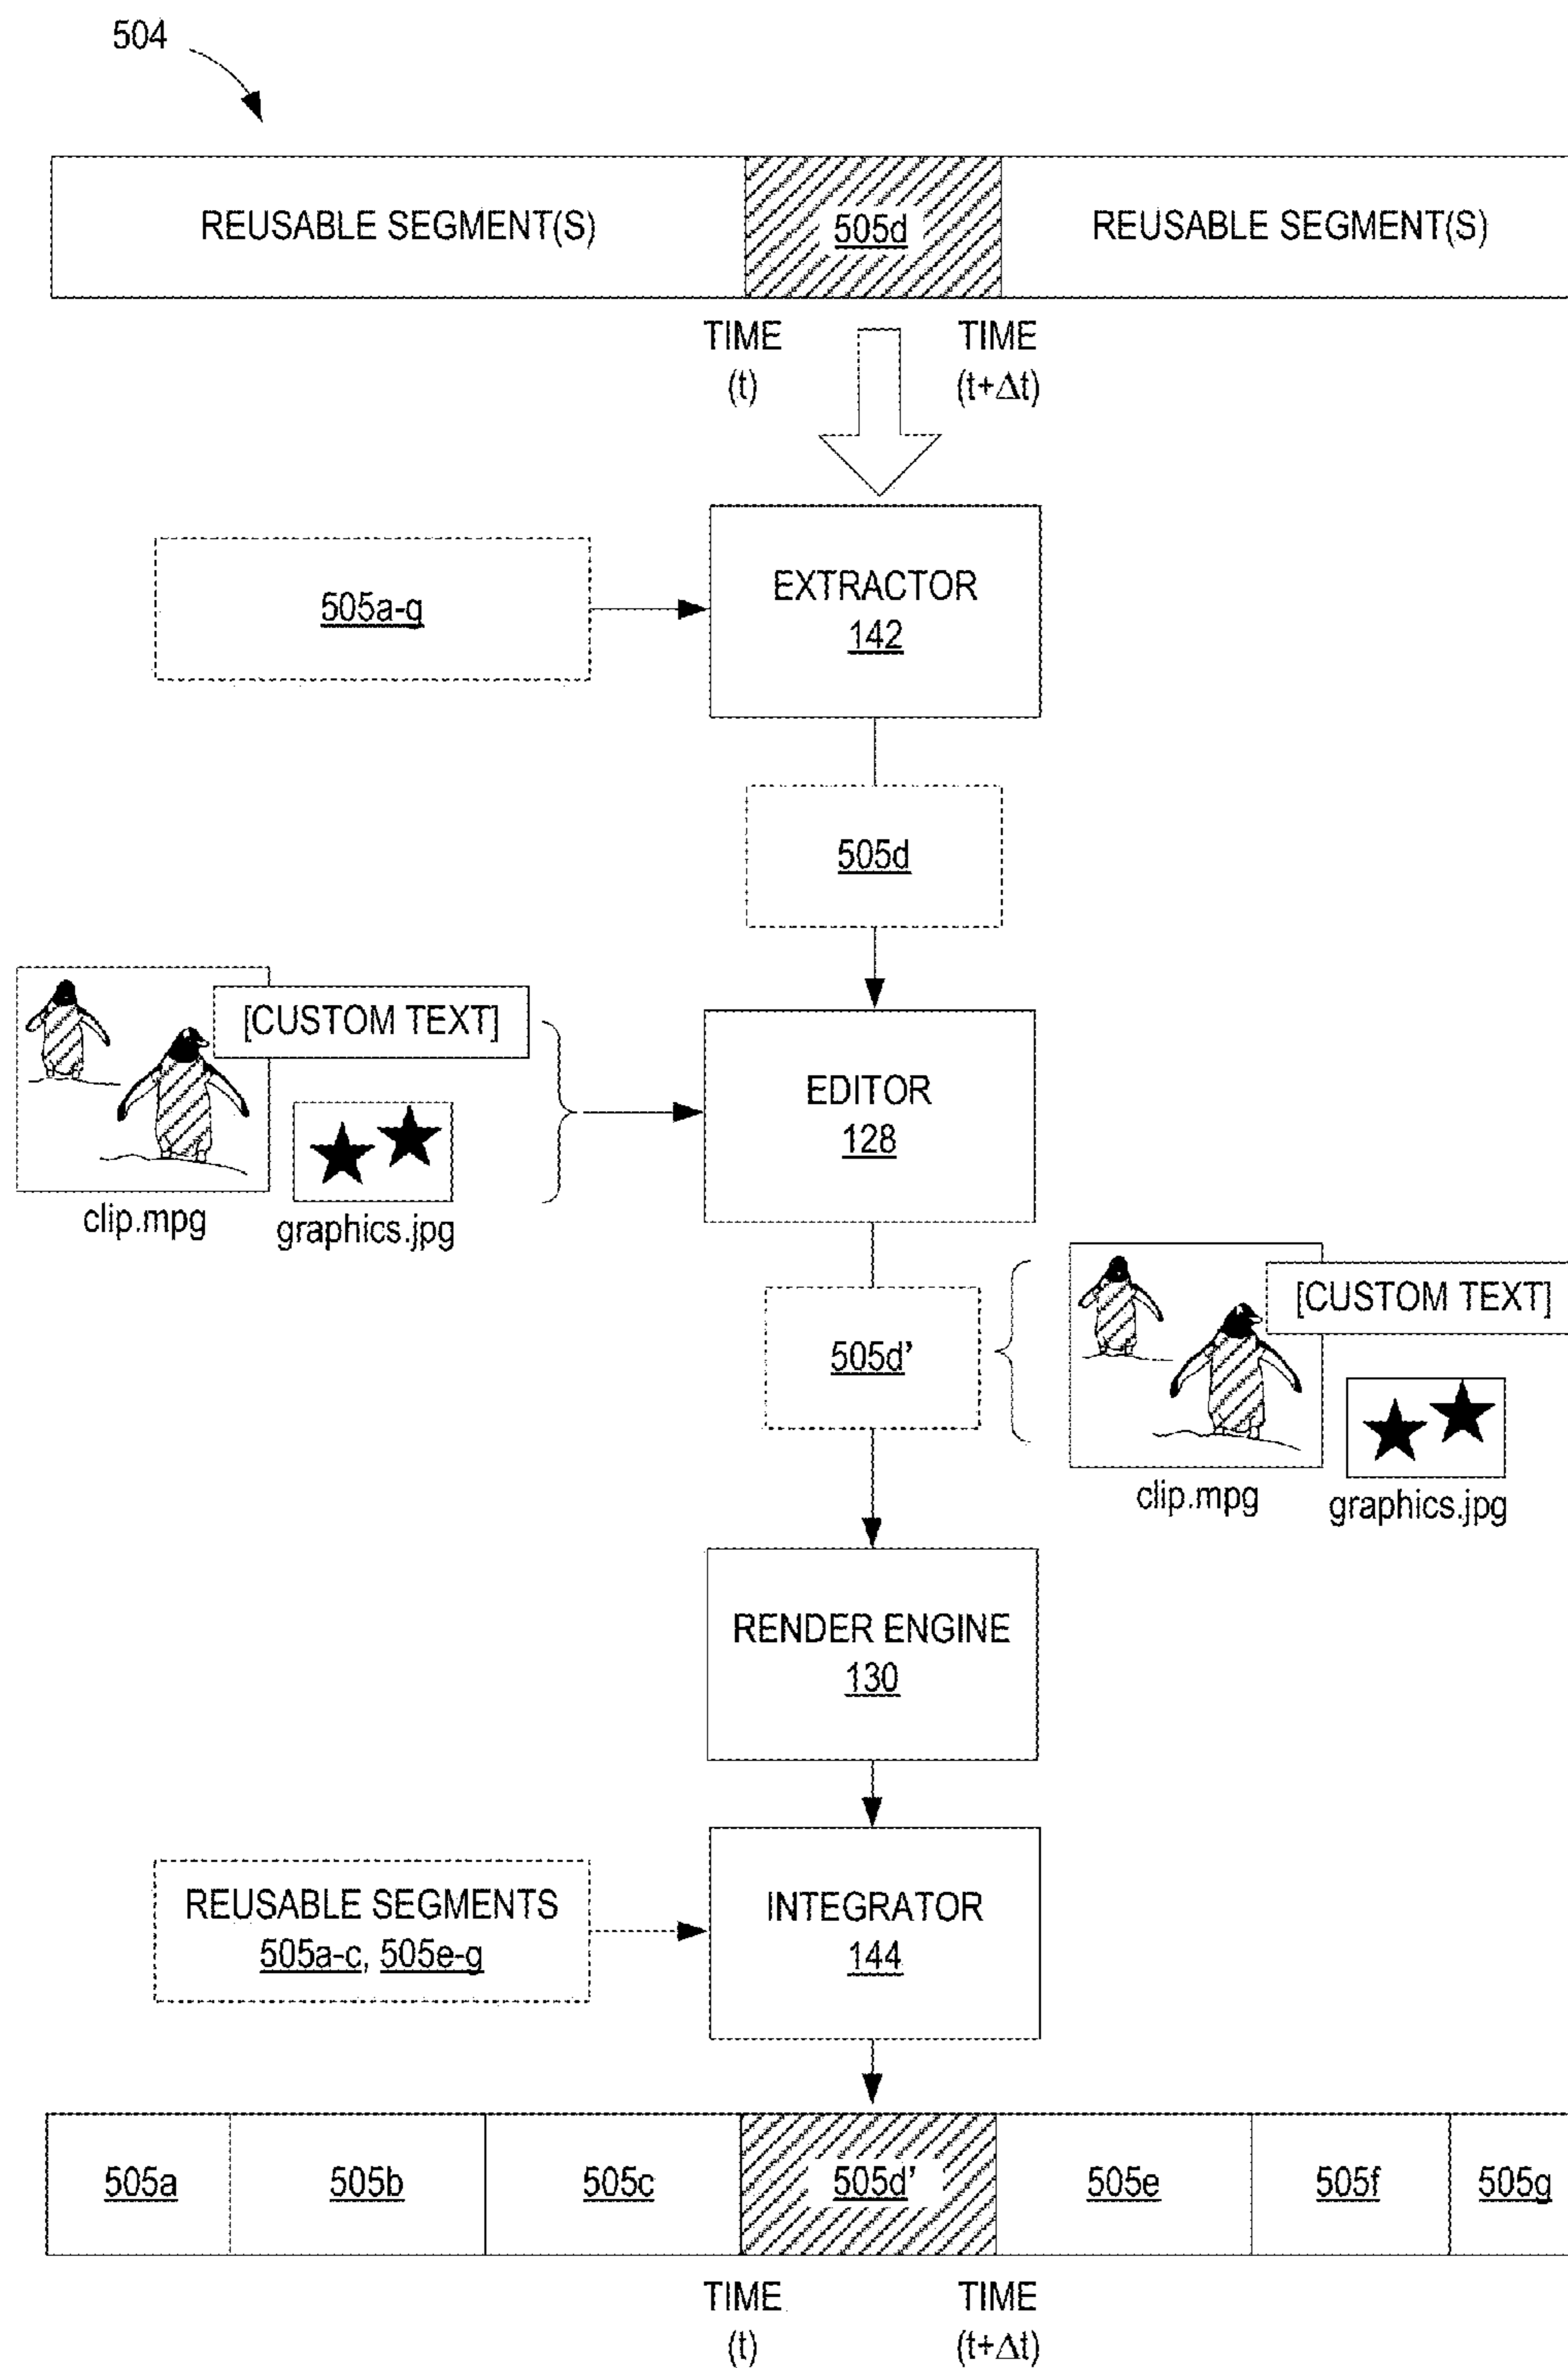 504
REUSABLE SEGMENT(S)
505d
REUSABLE SEGMENT(S)
TIME
(t)
TIME
(t+Δt)
505a-g
EXTRACTOR
142
505d
[CUSTOM TEXT]
clip.mpg
graphics.jpg
EDITOR
128
505d’
[CUSTOM TEXT]
clip.mpg
graphics.jpg
RENDER ENGINE
130
REUSABLE SEGMENTS
505a-c, 505e-g
INTEGRATOR
144
505a
505b
505c
505d’
505e
505f
505g
TIME
(t)
TIME
(t+Δt)